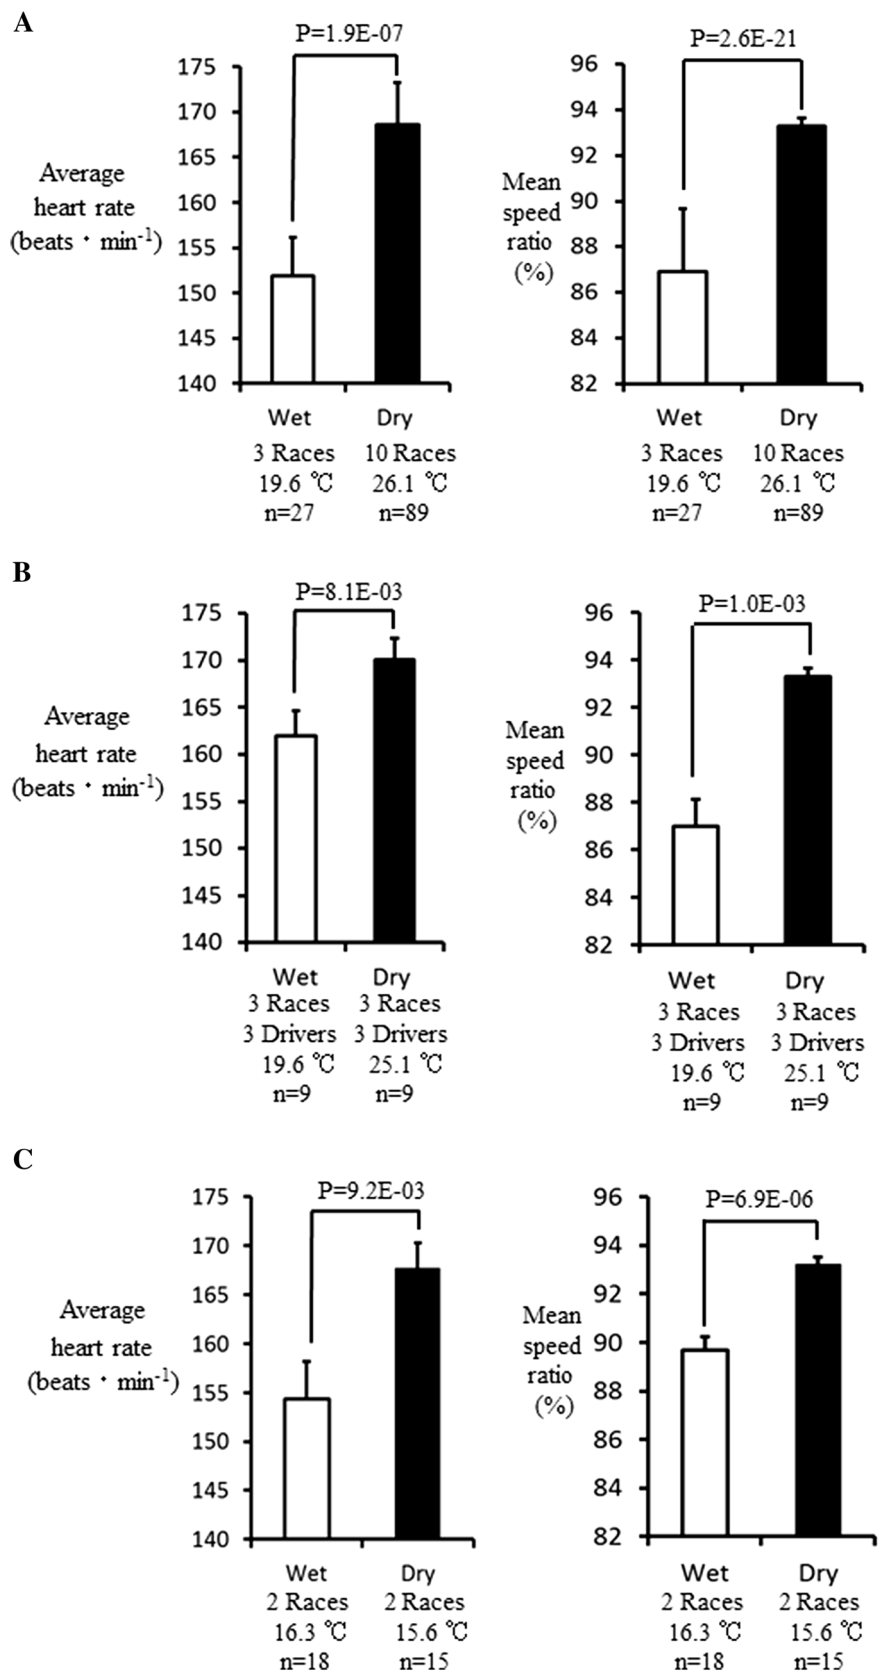 A
P=1.9E-07
175
170
165
160
155
150
145
140
Average
heart rate
(beats・min-1)
Wet Dry
3 Races 10 Races
19.6 ℃ 26.1 ℃
n=27 n=89
P=2.6E-21
96
94
92
90
88
86
84
82
Mean
speed
ratio
(%)
Wet Dry
3 Races 10 Races
19.6 ℃ 26.1 ℃
n=27 n=89
B
P=8.1E-03
175
170
165
160
155
150
145
140
Average
heart rate
(beats・min-1)
Wet Dry
3 Races 3 Races
3 Drivers 3 Drivers
19.6 ℃ 25.1 ℃
n=9 n=9
P=1.0E-03
96
94
92
90
88
86
84
82
Mean
speed
ratio
(%)
Wet Dry
3 Races 3 Races
3 Drivers 3 Drivers
19.6 ℃ 25.1 ℃
n=9 n=9
C
P=9.2E-03
175
170
165
160
155
150
145
140
Average
heart rate
(beats・min-1)
Wet Dry
2 Races 2 Races
16.3 ℃ 15.6 ℃
n=18 n=15
P=6.9E-06
96
94
92
90
88
86
84
82
Mean
speed
ratio
(%)
Wet Dry
2 Races 2 Races
16.3 ℃ 15.6 ℃
n=18 n=15